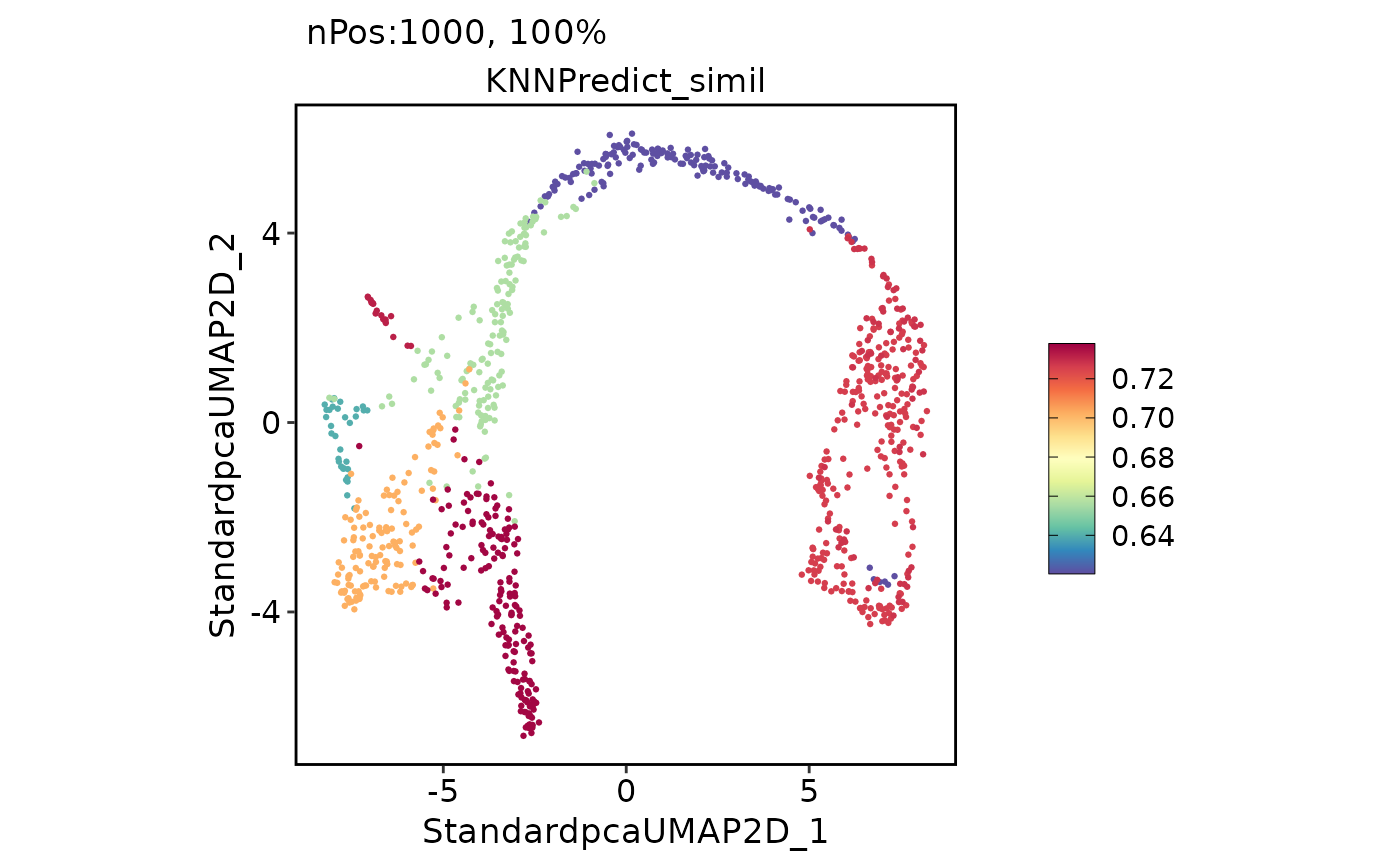 nPos:1000, 100%
KNNPredict_simil
StandardpcaUMAP2D_2
4
0
-4
-5
0
5
StandardpcaUMAP2D_1
0.72
0.70
0.68
0.66
0.64